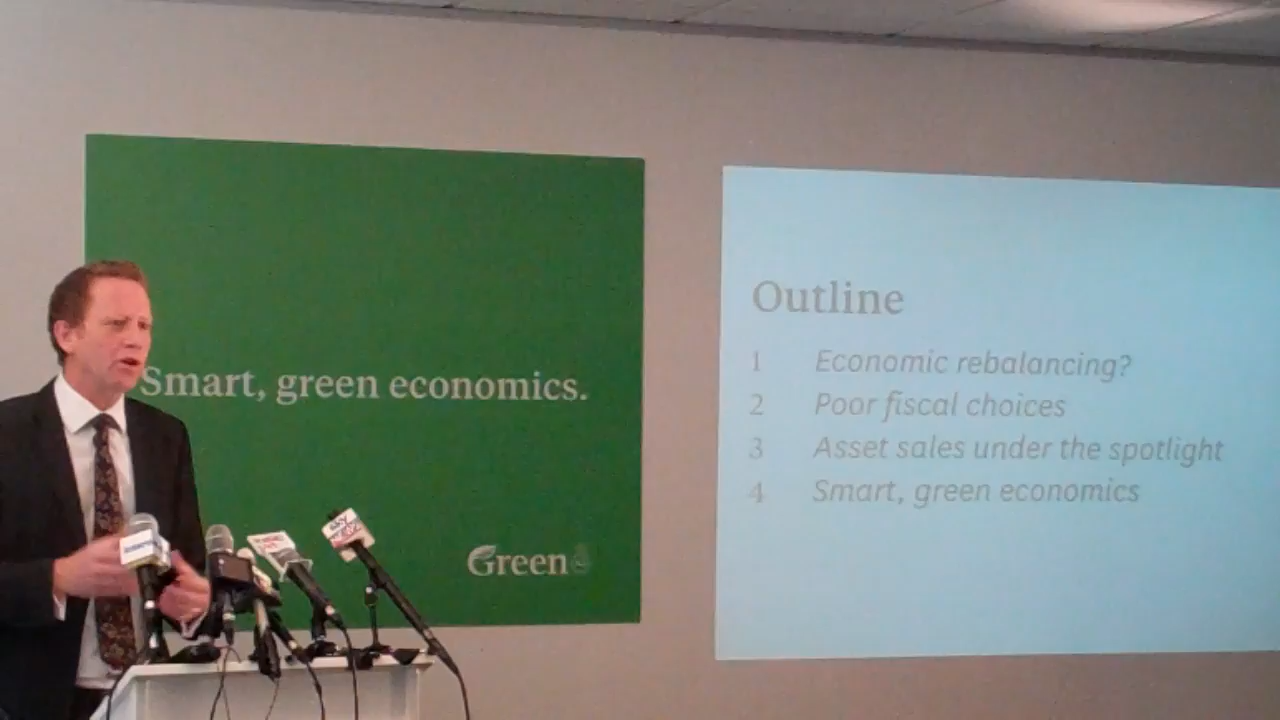 Smart, green economics.
Green
Outline
1 Economic rebalancing?
2 Poor fiscal choices
3 Asset sales under the spotlight
4 Smart, green economics
SKY